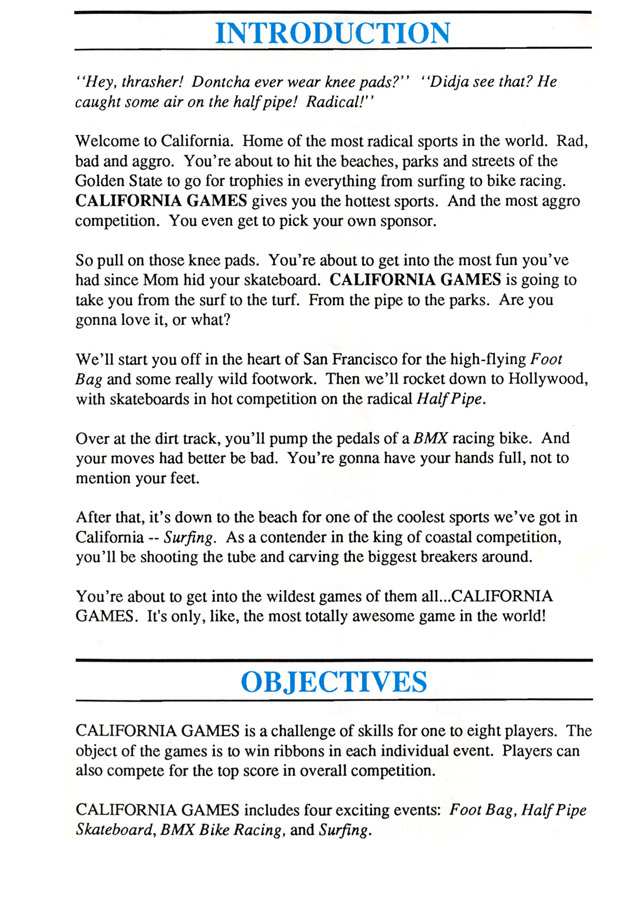 INTRODUCTION
"Hey, thrasher! Dontcha ever wear knee pads?" "Didja see that? He
caught some air on the halfpipe! Radical!"
Welcome to California. Home of the most radical sports in the world. Rad,
bad and aggro. You're about to hit the beaches, parks and streets of the
Golden State to go for trophies in everything from surfing to bike racing.
CALIFORNIA GAMES gives you the hottest sports. And the most aggro
competition. You even get to pick your own sponsor.
So pull on those knee pads. You're about to get into the most fun you've
had since Mom hid your skateboard. CALIFORNIA GAMES is going to
take you from the surf to the turf. From the pipe to the parks. Are you
gonna love it, or what?
We'll start you off in the heart of San Francisco for the high-flying Foot
Bag and some really wild footwork. Then we'll rocket down to Hollywood,
with skateboards in hot competition on the radical Half Pipe.
Over at the dirt track, you'll pump the pedals of a BMX racing bike. And
your moves had better be bad. You're gonna have your hands full, not to
mention your feet.
After that, it's down to the beach for one of the coolest sports we've got in
California -- Surfing. As a contender in the king of coastal competition,
you'll be shooting the tube and carving the biggest breakers around.
You're about to get into the wildest games of them all...CALIFORNIA
GAMES. It's only, like, the most totally awesome game in the world!
OBJECTIVES
CALIFORNIA GAMES is a challenge of skills for one to eight players. The
object of the games is to win ribbons in each individual event. Players can
also compete for the top score in overall competition.
CALIFORNIA GAMES includes four exciting events: Foot Bag, Half Pipe
Skateboard, BMX Bike Racing, and Surfing.